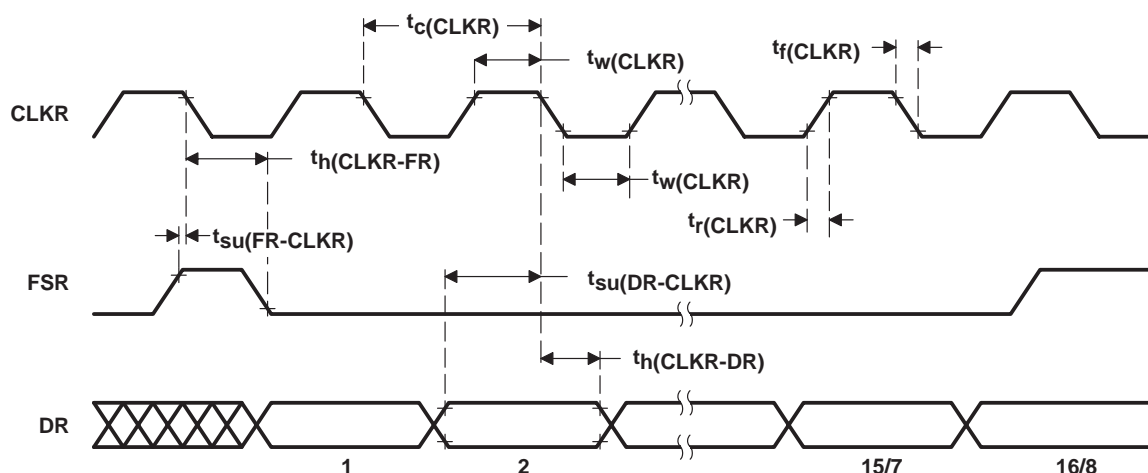 tc(CLKR)
tw(CLKR)
tf(CLKR)
CLKR
th(CLKR-FR)
tw(CLKR)
tr(CLKR)
tsu(FR-CLKR)
FSR
tsu(DR-CLKR)
th(CLKR-DR)
DR
1 2 15/7 16/8